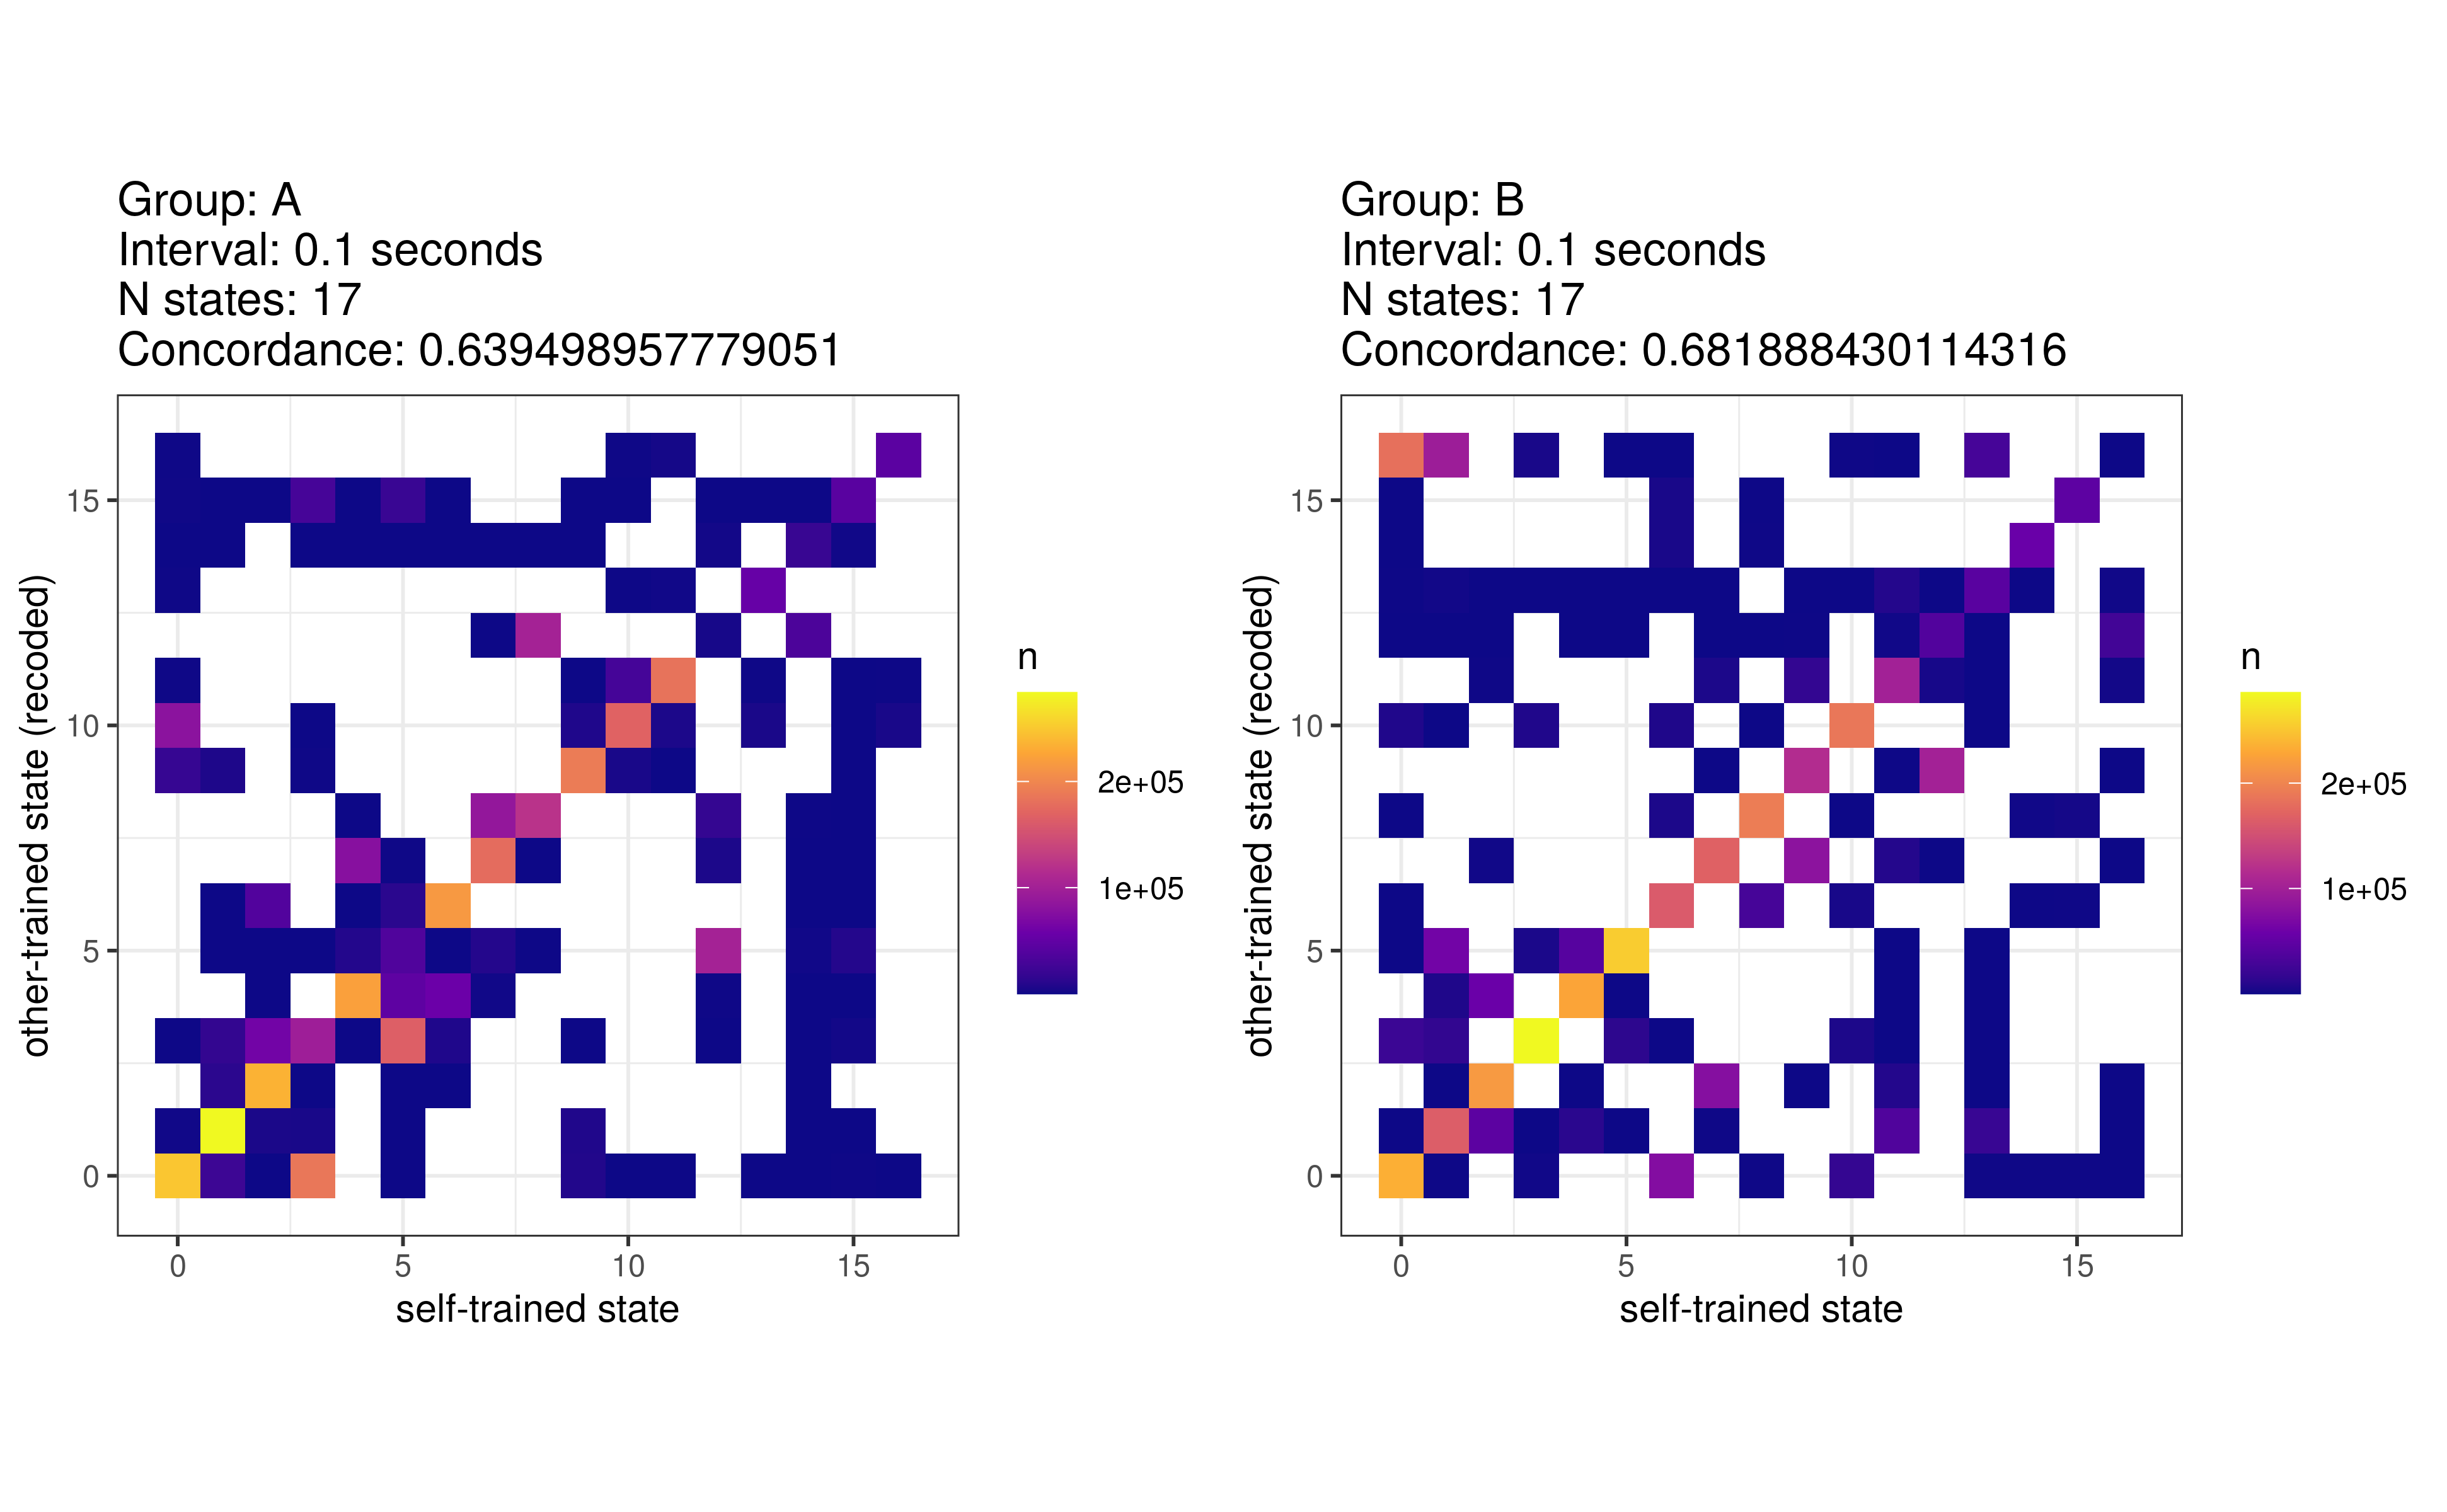 Group: A
Interval: 0.1 seconds
N states: 17
Concordance: 0.639498957779051
other-trained state (recoded)
15
10
5
0
0 5 10 15
self-trained state
n
2e+05
1e+05
Group: B
Interval: 0.1 seconds
N states: 17
Concordance: 0.681888430114316
other-trained state (recoded)
15
10
5
0
0 5 10 15
self-trained state
n
2e+05
1e+05